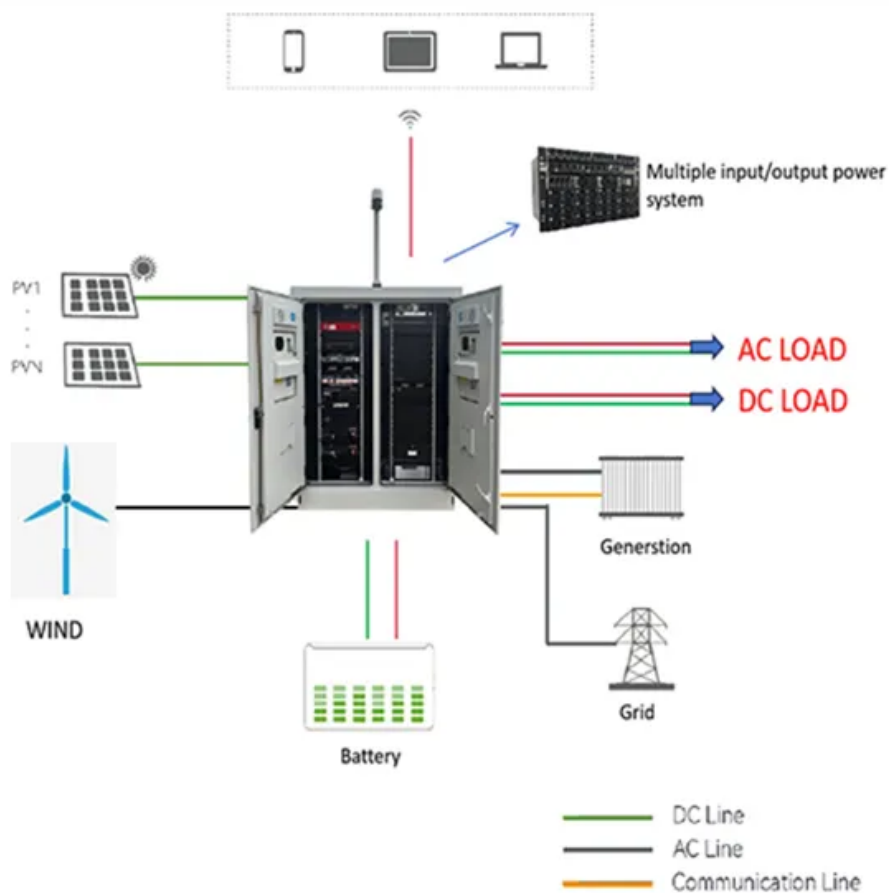 Multiple input/output power
system
PV1
PVN
AC LOAD
DC LOAD
WIND
Generstion
Grid
Battery
DC Line
AC Line
Communication Line